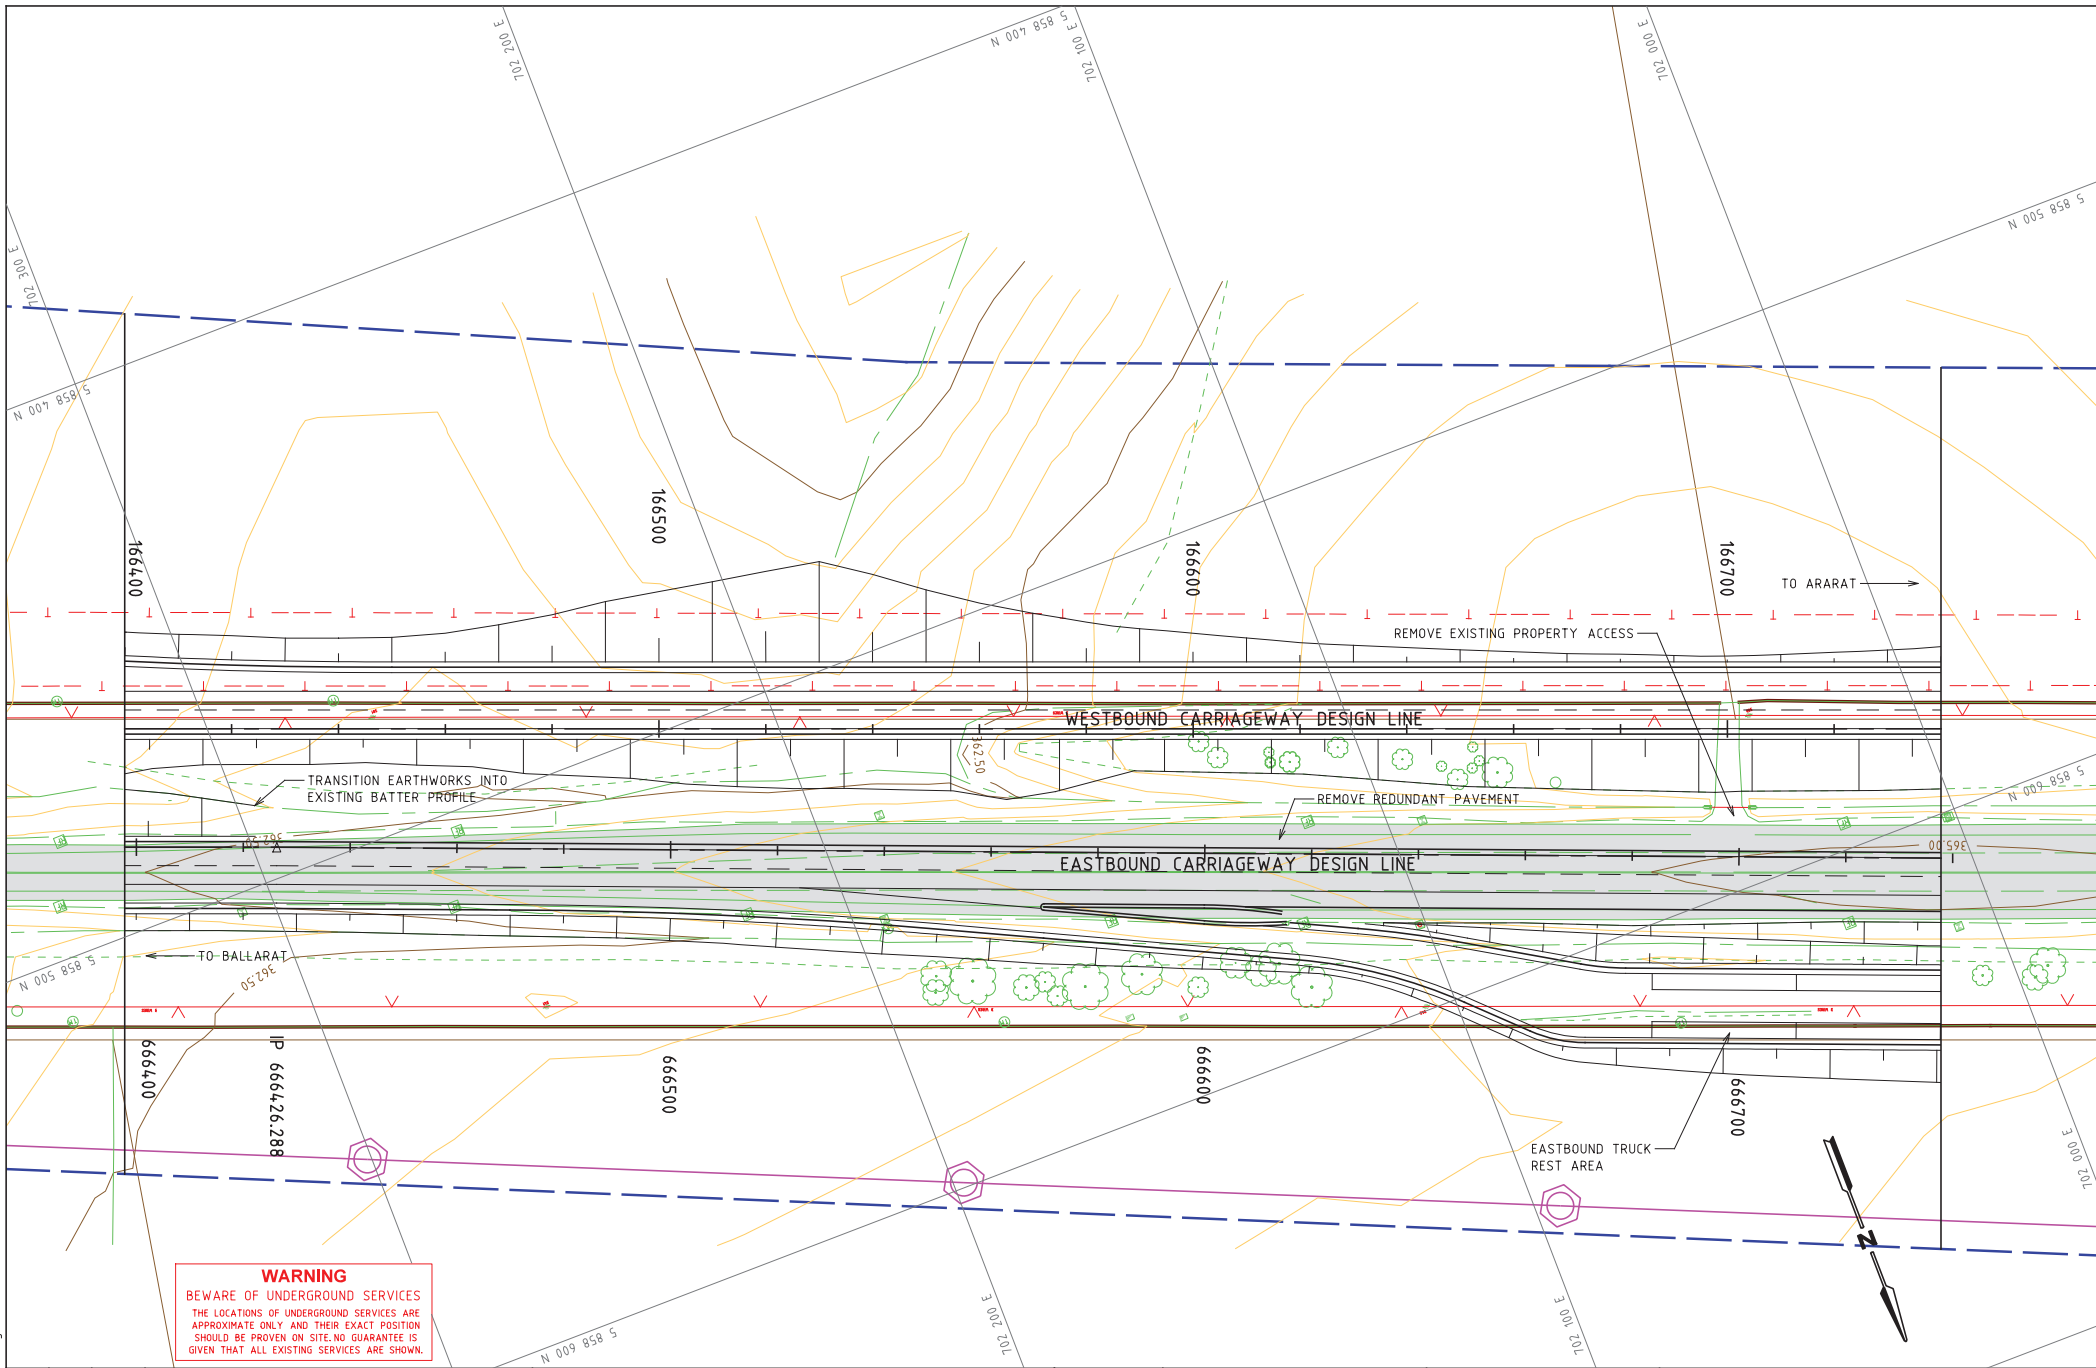 702 200 E
5 858 400 N
702 100 E
702 000 E
5 858 500 N
702 300 E
5 858 400 N
166400
166500
166600
166700
TO ARARAT
REMOVE EXISTING PROPERTY ACCESS
WESTBOUND CARRIAGEWAY DESIGN LINE
362.50
TRANSITION EARTHWORKS INTO
EXISTING BATTER PROFILE
REMOVE REDUNDANT PAVEMENT
5 858 600 N
362.50
365.00
EASTBOUND CARRIAGEWAY DESIGN LINE
TO BALLARAT
5 858 500 N
362.50
666400
IP 666426.288
666500
666600
666700
EASTBOUND TRUCK
REST AREA
702 000 E
N
WARNING
BEWARE OF UNDERGROUND SERVICES
THE LOCATIONS OF UNDERGROUND SERVICES ARE
APPROXIMATE ONLY AND THEIR EXACT POSITION
SHOULD BE PROVEN ON SITE. NO GUARANTEE IS
GIVEN THAT ALL EXISTING SERVICES ARE SHOWN.
5 858 600 N
702 200 E
702 100 E